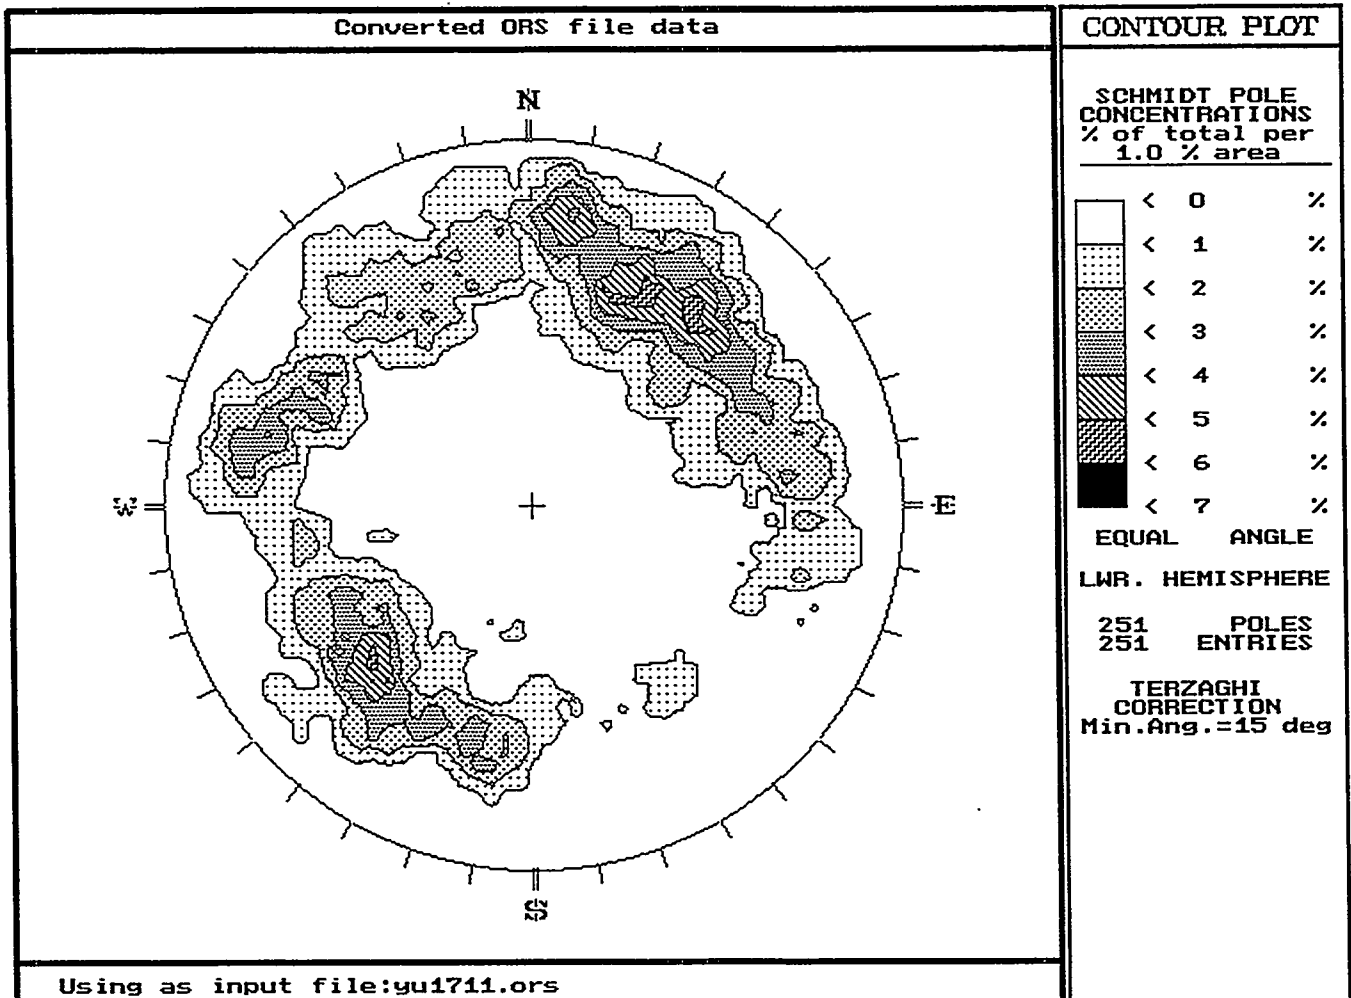 Converted ORS file data
CONTOUR PLOT
N
W
E
S
SCHMIDT POLE
CONCENTRATIONS
% of total per
1.0 % area
< 0 %
< 1 %
< 2 %
< 3 %
< 4 %
< 5 %
< 6 %
< 7 %
EQUAL ANGLE
LWR. HEMISPHERE
251 POLES
251 ENTRIES
TERZAGHI
CORRECTION
Min.Ang.=15 deg
Using as input file:yu1711.ors